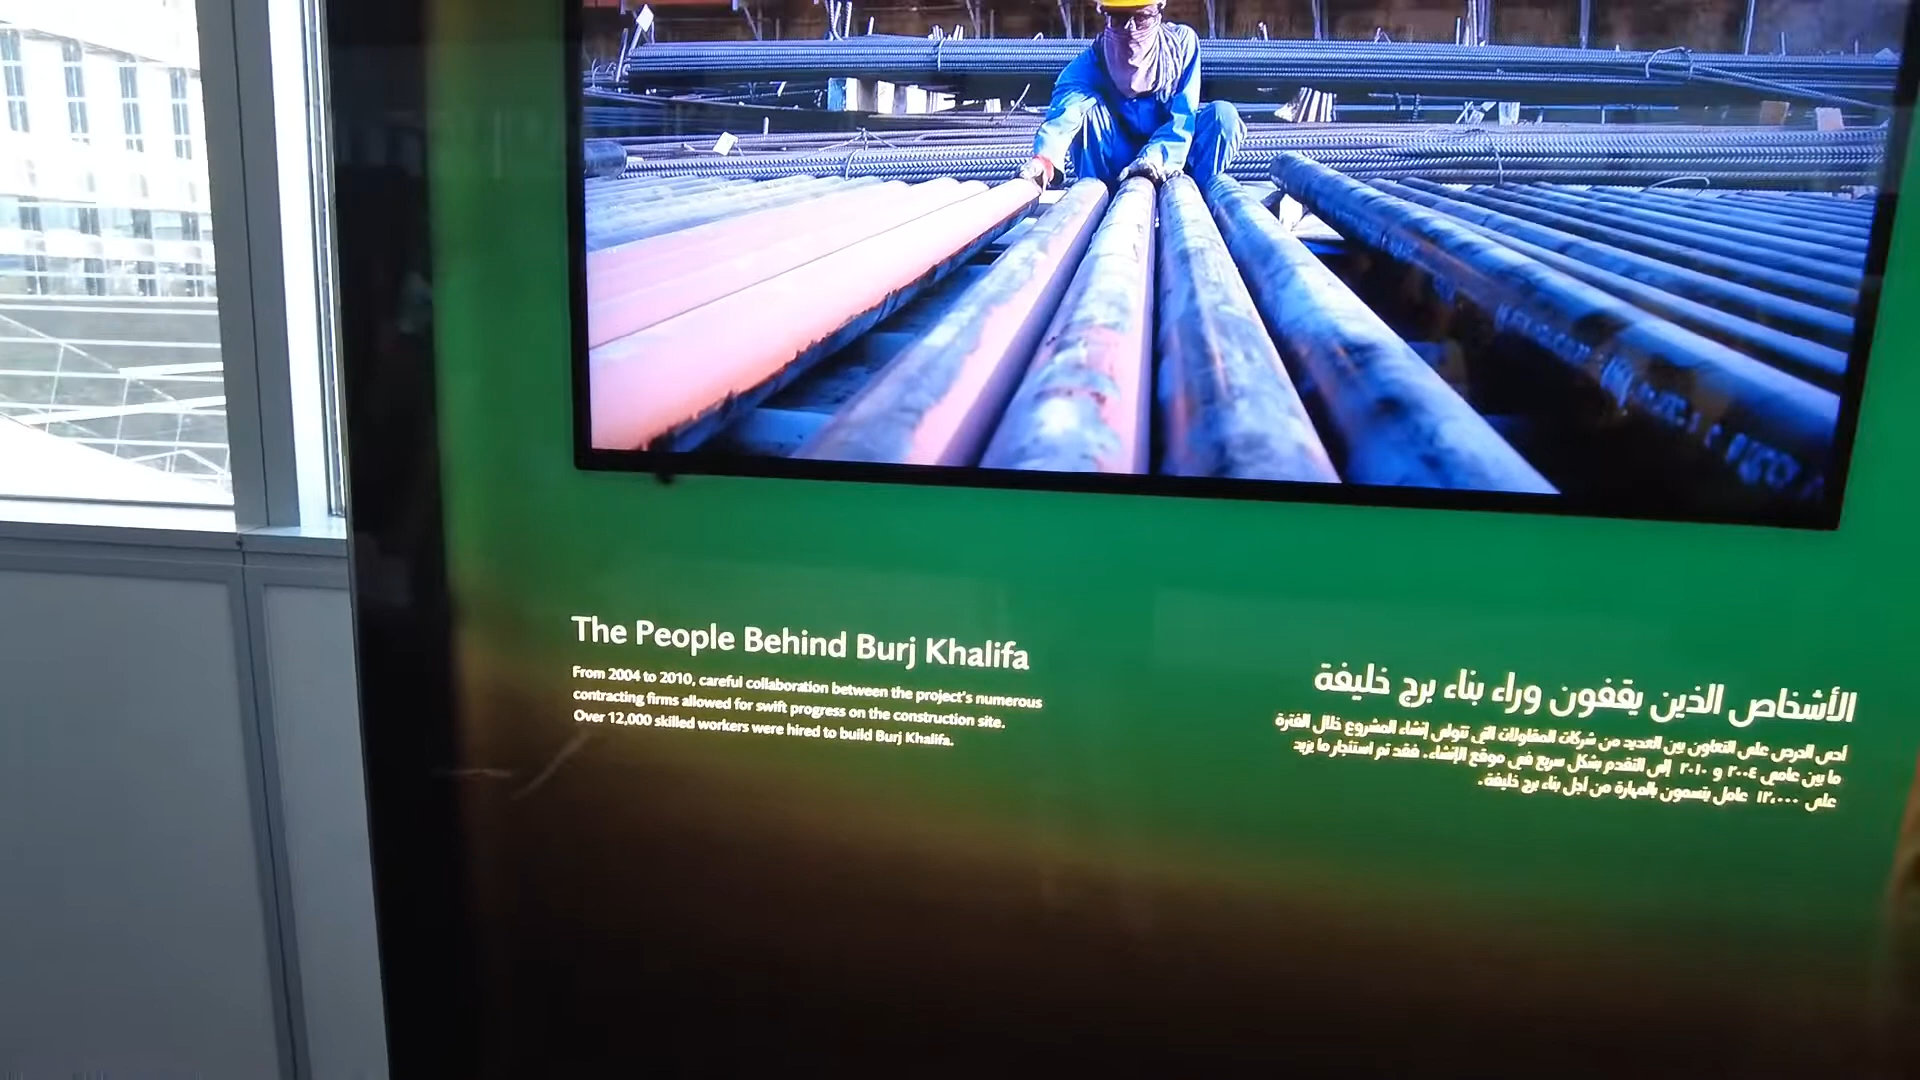 The People Behind Burj Khalifa
From 2004 to 2010, careful collaboration between the project's numerous
contracting firms allowed for swift progress on the construction site.
Over 12,000 skilled workers were hired to build Burj Khalifa.
الأشخاص الذين يقفون وراء بناء برج خليفة
أدى الحرص على التعاون بين العديد من شركات المقاولات التي تتولى إنشاء المشروع خلال الفترة
ما بين عامي ٢٠٠٤ و ٢٠١٠ إلى التقدم بشكل سريع في موقع الإنشاء. فقد تم استئجار ما يزيد
على ١٢،٠٠٠ عامل يتسمون بالمهارة من أجل بناء برج خليفة.